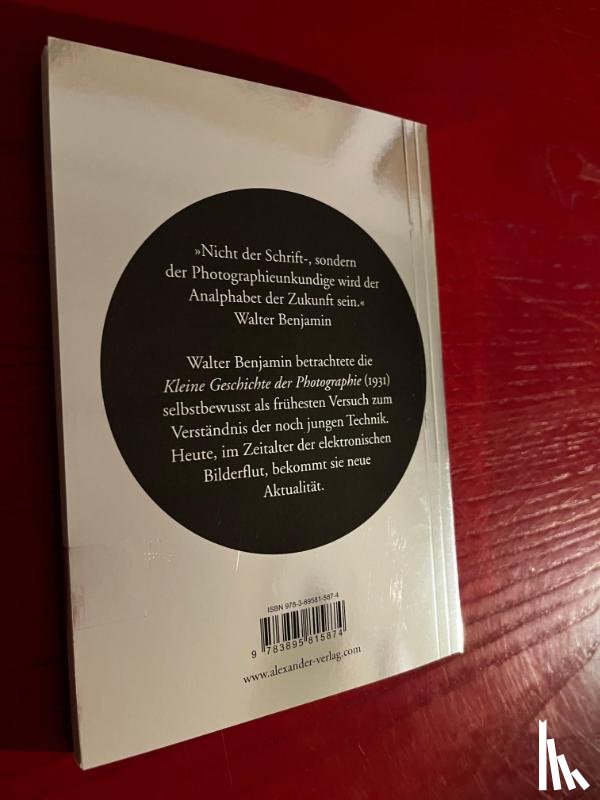 »Nicht der Schrift-, sondern
der Photographieunkundige wird der
Analphabet der Zukunft sein.«
Walter Benjamin
Walter Benjamin betrachtete die
Kleine Geschichte der Photographie (1931)
selbstbewusst als frühesten Versuch zum
Verständnis der noch jungen Technik.
Heute, im Zeitalter der elektronischen
Bilderflut, bekommt sie neue
Aktualität.
ISBN 978-3-89581-587-4
9 783895 815874
www.alexander-verlag.com